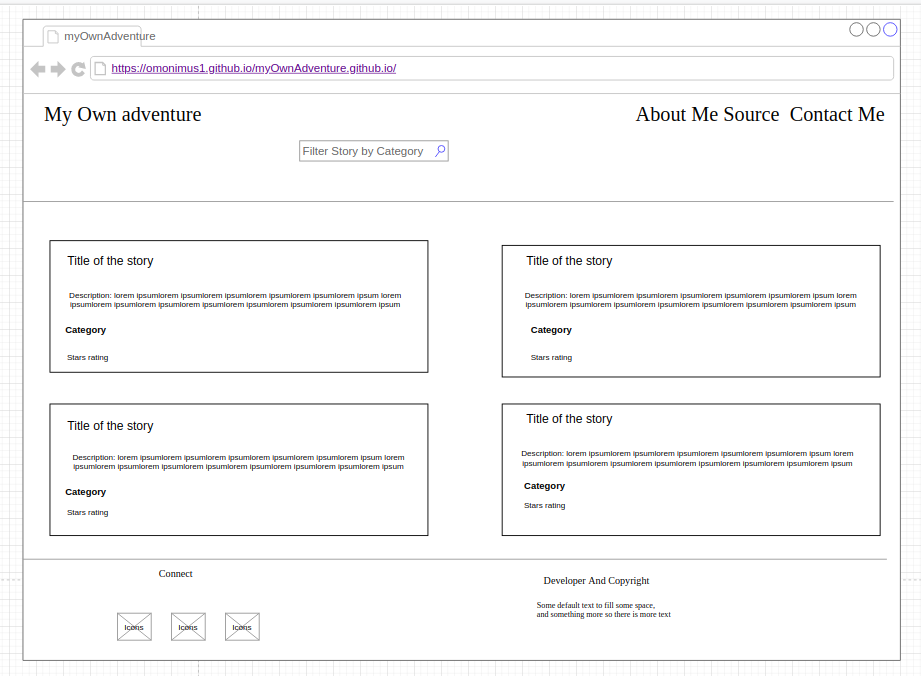 myOwnAdventure
https://omonimus1.github.io/myOwnAdventure.github.io/
My Own adventure
About Me Source Contact Me
Filter Story by Category
Title of the story
Description: lorem ipsumlorem ipsumlorem ipsumlorem ipsumlorem ipsumlorem ipsum lorem
ipsumlorem ipsumlorem ipsumlorem ipsumlorem ipsumlorem ipsumlorem ipsumlorem ipsum
Category
Stars rating
Title of the story
Description: lorem ipsumlorem ipsumlorem ipsumlorem ipsumlorem ipsumlorem ipsum lorem
ipsumlorem ipsumlorem ipsumlorem ipsumlorem ipsumlorem ipsumlorem ipsumlorem ipsum
Category
Stars rating
Title of the story
Description: lorem ipsumlorem ipsumlorem ipsumlorem ipsumlorem ipsumlorem ipsum lorem
ipsumlorem ipsumlorem ipsumlorem ipsumlorem ipsumlorem ipsumlorem ipsumlorem ipsum
Category
Stars rating
Title of the story
Description: lorem ipsumlorem ipsumlorem ipsumlorem ipsumlorem ipsumlorem ipsum lorem
ipsumlorem ipsumlorem ipsumlorem ipsumlorem ipsumlorem ipsumlorem ipsumlorem ipsum
Category
Stars rating
Connect
Icons Icons Icons
Developer And Copyright
Some default text to fill some space,
and something more so there is more text